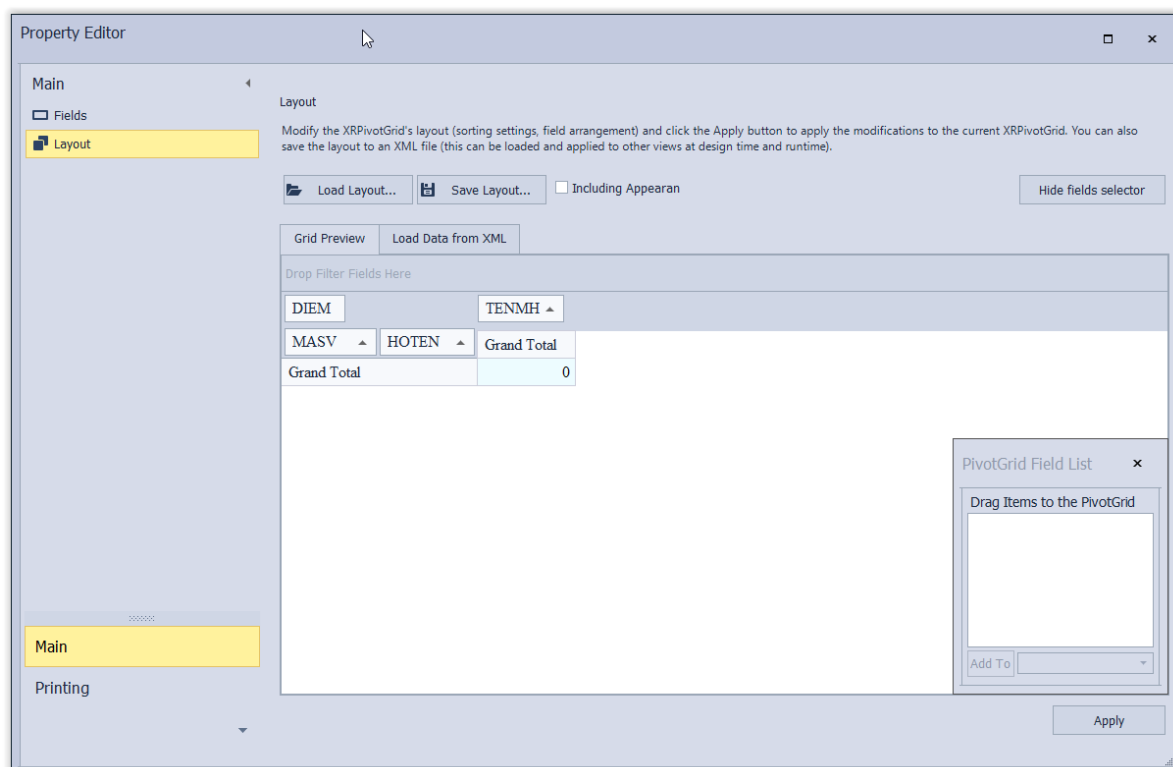 Property Editor
Main
Fields
Layout
Layout
Modify the XRPivotGrid's layout (sorting settings, field arrangement) and click the Apply button to apply the modifications to the current XRPivotGrid. You can also
save the layout to an XML file (this can be loaded and applied to other views at design time and runtime).
Load Layout... Save Layout... Including Appearan Hide fields selector
Grid Preview Load Data from XML
Drop Filter Fields Here
DIEM TENMH
MASV HOTEN Grand Total
Grand Total 0
PivotGrid Field List
Drag Items to the PivotGrid
Add To
Main
Printing
Apply